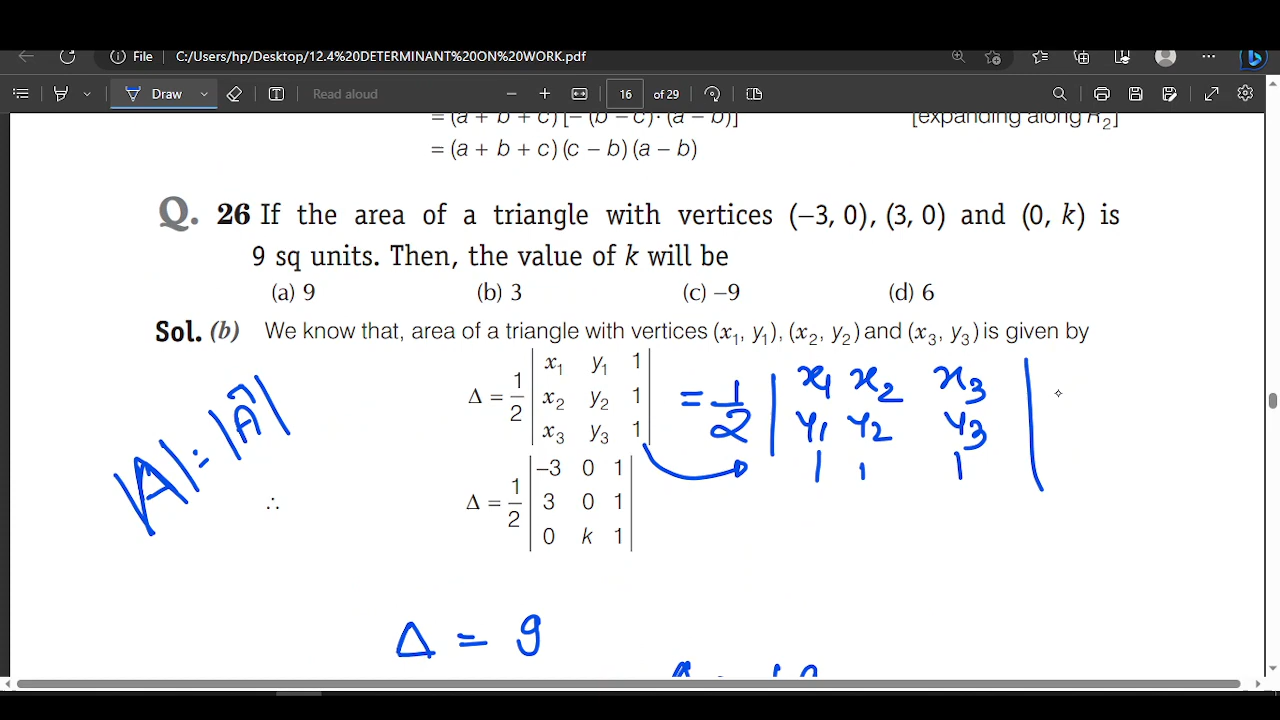 File C:/Users/hp/Desktop/12.4%20DETERMINANT%20ON%20WORK.pdf
Draw Read aloud 16 of 29
= (a + b + c) [– (b – c) · (a – b)] [expanding along R₂]
= (a + b + c) (c – b) (a – b)
Q. 26 If the area of a triangle with vertices (–3, 0), (3, 0) and (0, k) is
9 sq units. Then, the value of k will be
(a) 9 (b) 3 (c) –9 (d) 6
Sol. (b) We know that, area of a triangle with vertices (x₁, y₁), (x₂, y₂) and (x₃, y₃) is given by
x₁ y₁ 1
Δ = 1/2 x₂ y₂ 1
x₃ y₃ 1
= 1/2 | x₁ x₂ x₃ |
y₁ y₂ y₃
1 1 1
|A| = |A^|
–3 0 1
∴ Δ = 1/2 3 0 1
0 k 1
Δ = 9